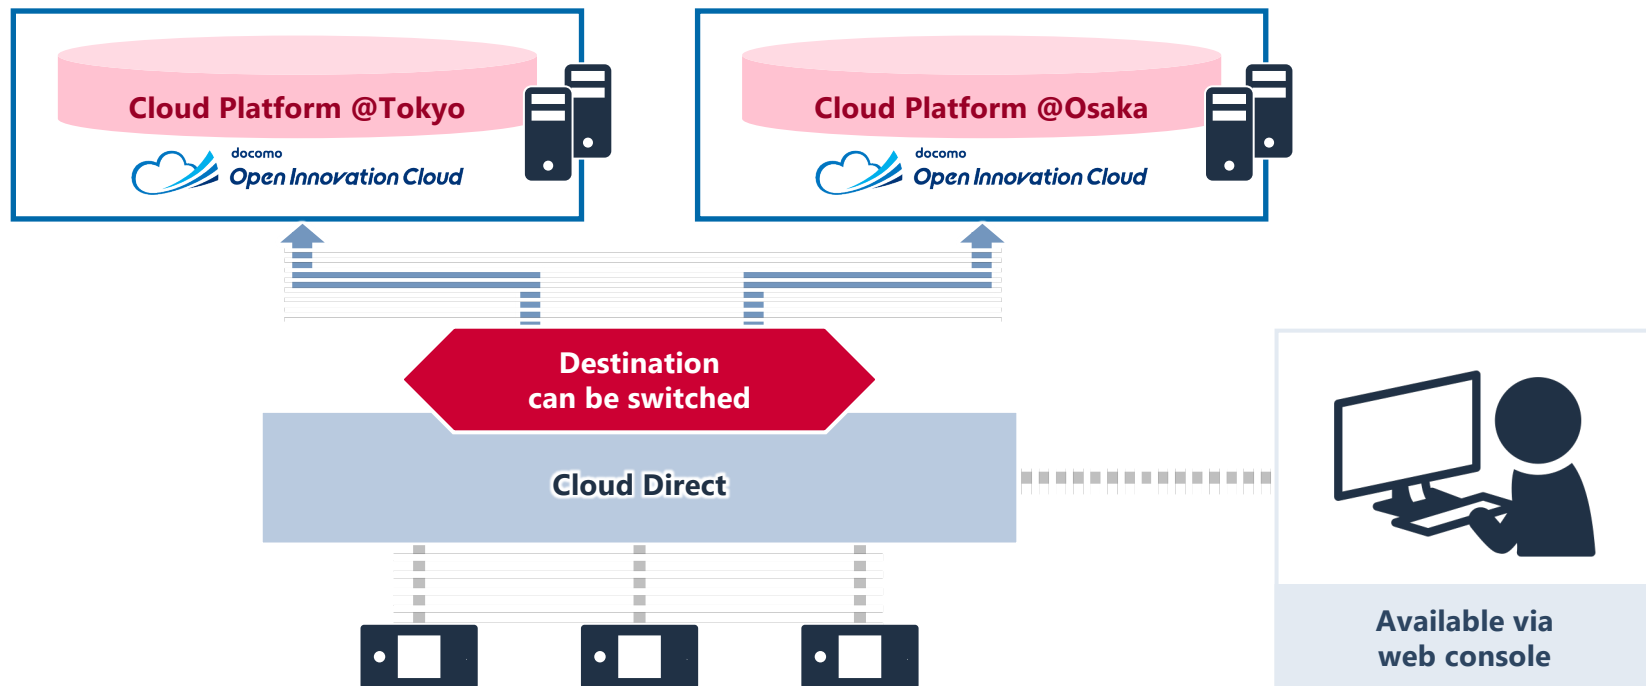 Cloud Platform @Tokyo
docomo
Open Innovation Cloud
Cloud Platform @Osaka
docomo
Open Innovation Cloud
Destination
can be switched
Cloud Direct
Available via
web console